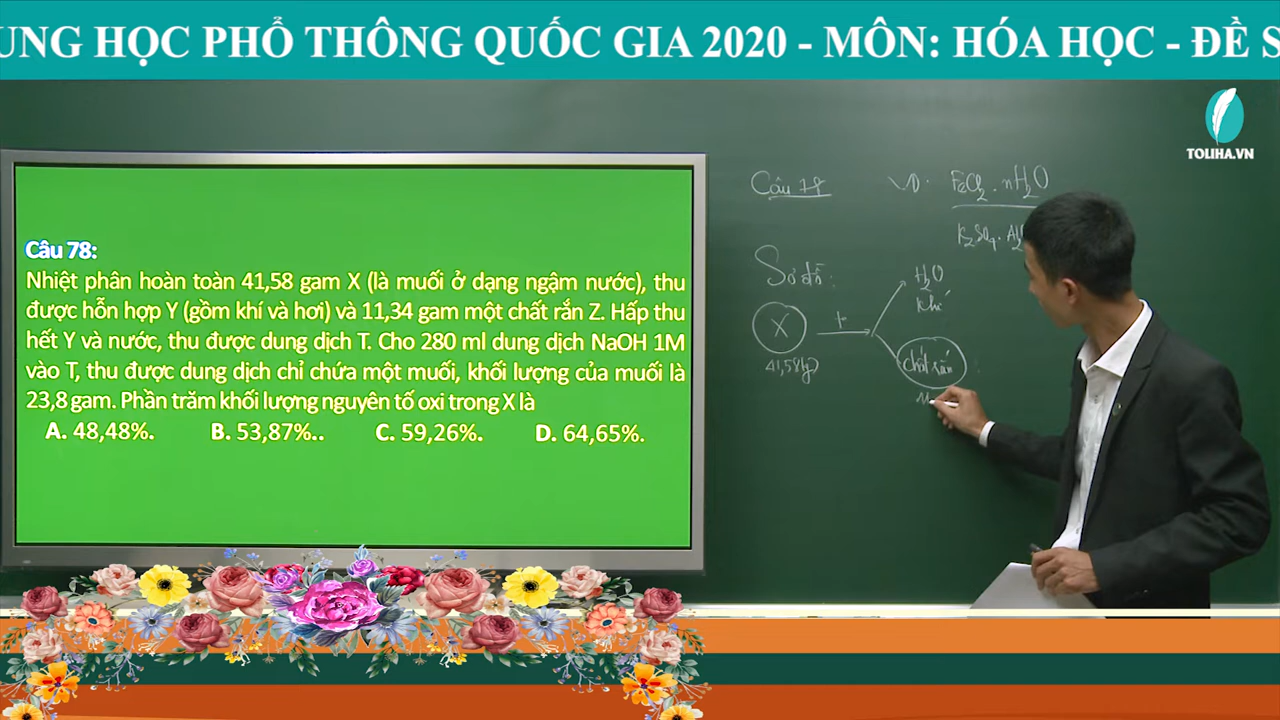 UNG HỌC PHỔ THÔNG QUỐC GIA 2020 - MÔN: HÓA HỌC - ĐỀ S
TOLIHA.VN
Câu 78:
Nhiệt phân hoàn toàn 41,58 gam X (là muối ở dạng ngậm nước), thu
được hỗn hợp Y (gồm khí và hơi) và 11,34 gam một chất rắn Z. Hấp thu
hết Y và nước, thu được dung dịch T. Cho 280 ml dung dịch NaOH 1M
vào T, thu được dung dịch chỉ chứa một muối, khối lượng của muối là
23,8 gam. Phần trăm khối lượng nguyên tố oxi trong X là
A. 48,48%. B. 53,87%.. C. 59,26%. D. 64,65%.
Câu 78 VD: FeCl₂.nH₂O
K₂SO₄.Al₂
Sơ đồ:
H₂O
khí
X t°
41,58(g) chất rắn